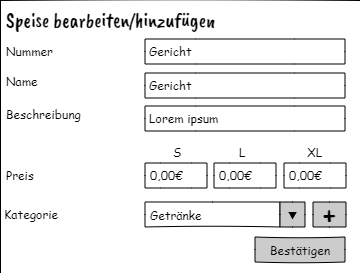 Speise bearbeiten/hinzufügen
Nummer Gericht
Name Gericht
Beschreibung Lorem ipsum
S L XL
Preis 0,00€ 0,00€ 0,00€
Kategorie Getränke ▼ +
Bestätigen